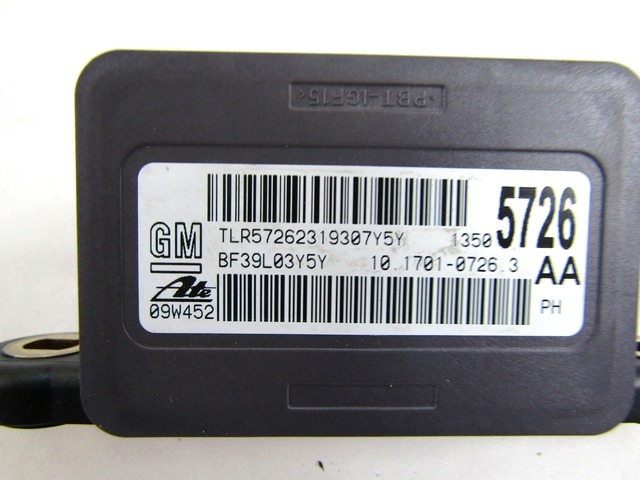 >PBT-IGF15<
GM
TLR57262319307Y5Y 1350 5726
BF39L03Y5Y 10.1701-0726.3 AA
Ate
09W452 PH